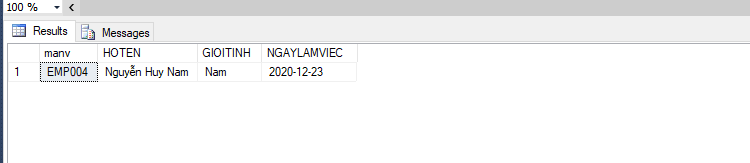 100 %
Results Messages
manv HOTEN GIOITINH NGAYLAMVIEC
1 EMP004 Nguyễn Huy Nam Nam 2020-12-23